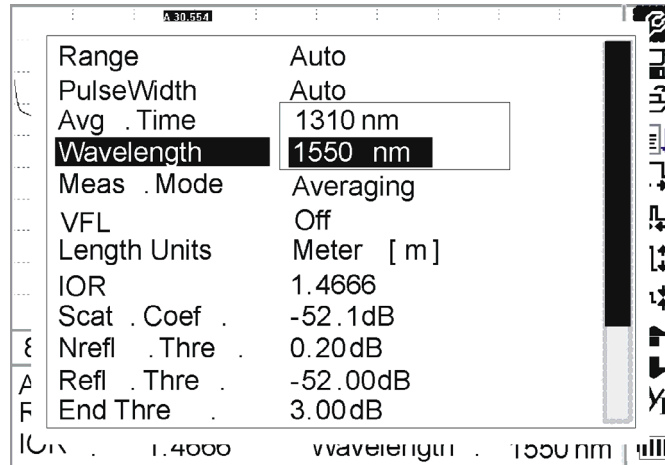 A 30.554
Range Auto
PulseWidth Auto
Avg . Time 1310 nm
Wavelength 1550 nm
Meas . Mode Averaging
VFL Off
Length Units Meter [ m ]
IOR 1.4666
Scat . Coef . -52.1dB
Nrefl . Thre . 0.20dB
Refl . Thre . -52.00dB
End Thre . 3.00dB
IOR . 1.4666 Wavelength . 1550 nm